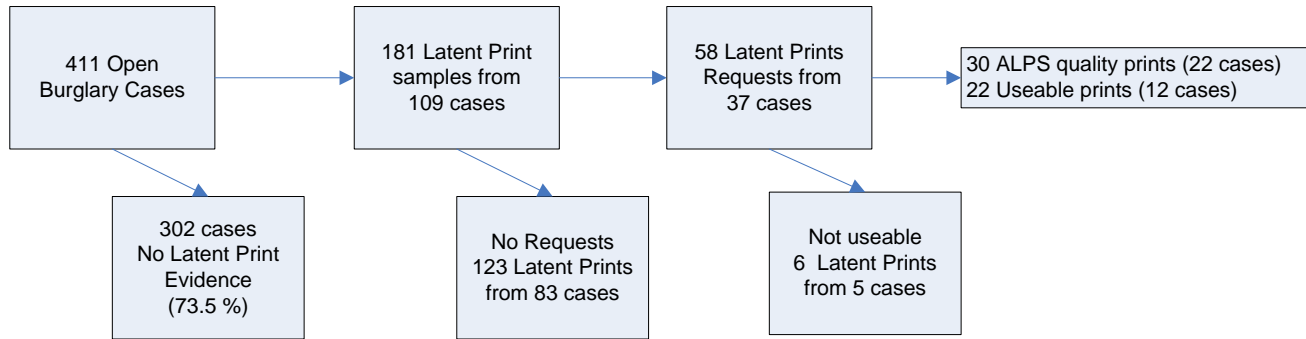 411 Open
Burglary Cases
181 Latent Print
samples from
109 cases
58 Latent Prints
Requests from
37 cases
30 ALPS quality prints (22 cases)
22 Useable prints (12 cases)
302 cases
No Latent Print
Evidence
(73.5 %)
No Requests
123 Latent Prints
from 83 cases
Not useable
6 Latent Prints
from 5 cases